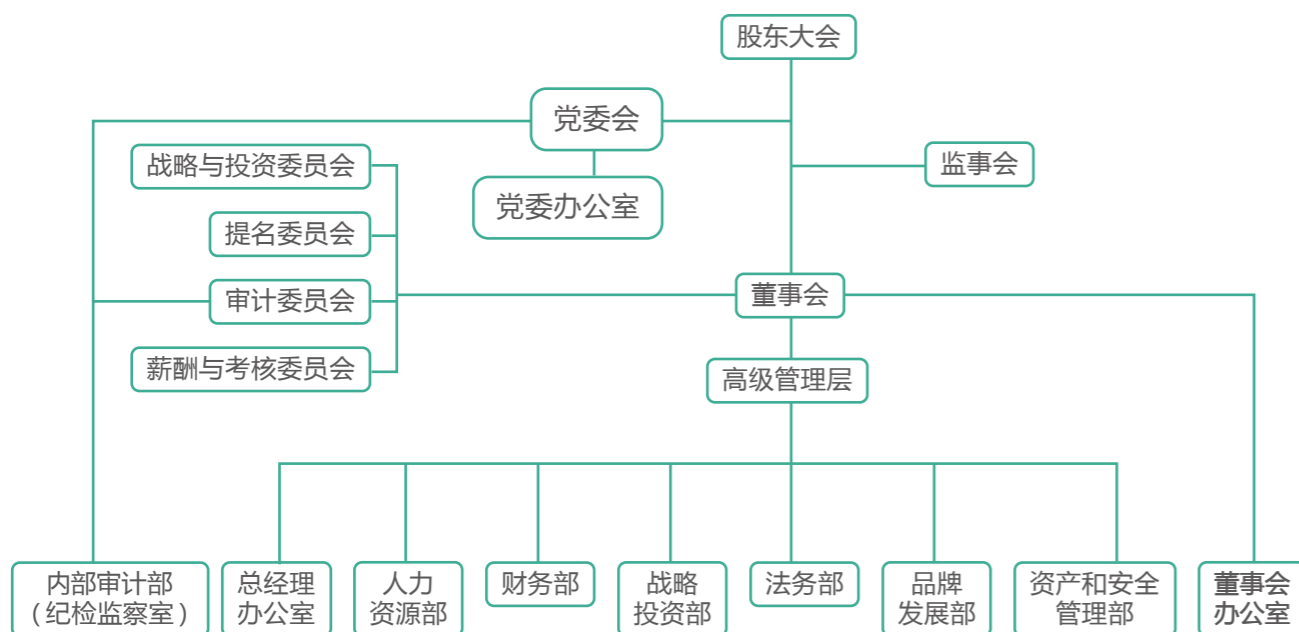 股东大会
党委会
战略与投资委员会
监事会
党委办公室
提名委员会
审计委员会
董事会
薪酬与考核委员会
高级管理层
内部审计部
（纪检监察室）
总经理
办公室
人力
资源部
财务部
战略
投资部
法务部
品牌
发展部
资产和安全
管理部
董事会
办公室